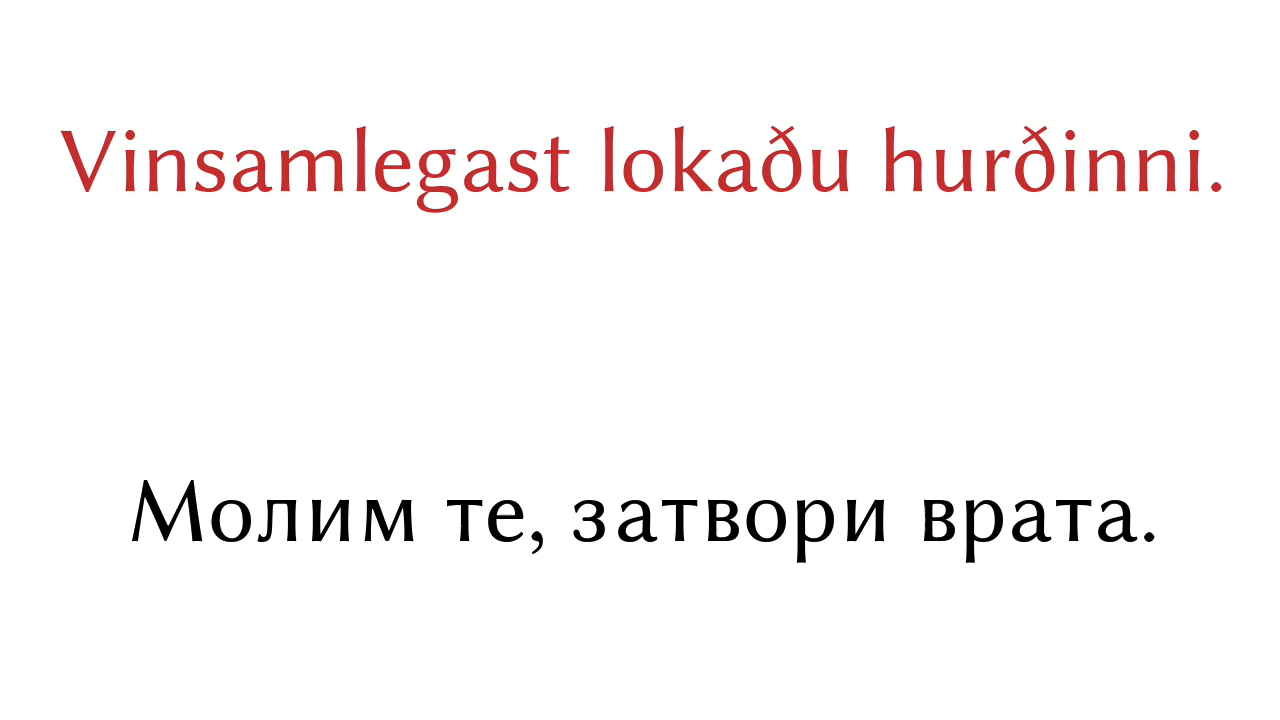 Vinsamlegast lokaðu hurðinni.
Молим те, затвори врата.